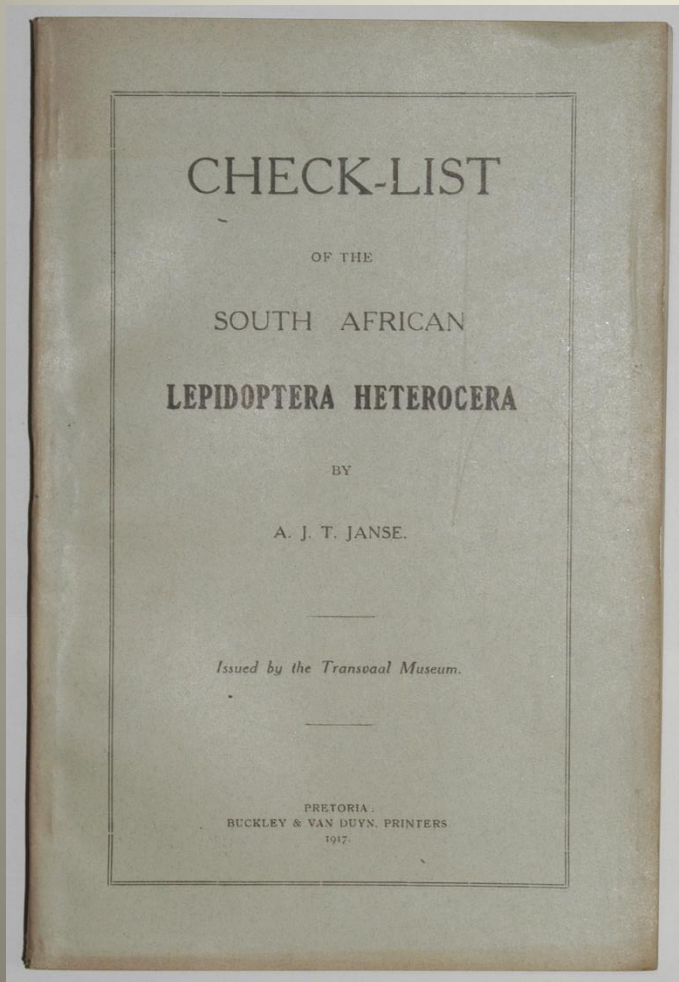 CHECK-LIST
OF THE
SOUTH AFRICAN
LEPIDOPTERA HETEROCERA
BY
A. J. T. JANSE.
Issued by the Transvaal Museum.
PRETORIA.
BUCKLEY & VAN DUYN, PRINTERS
1917.